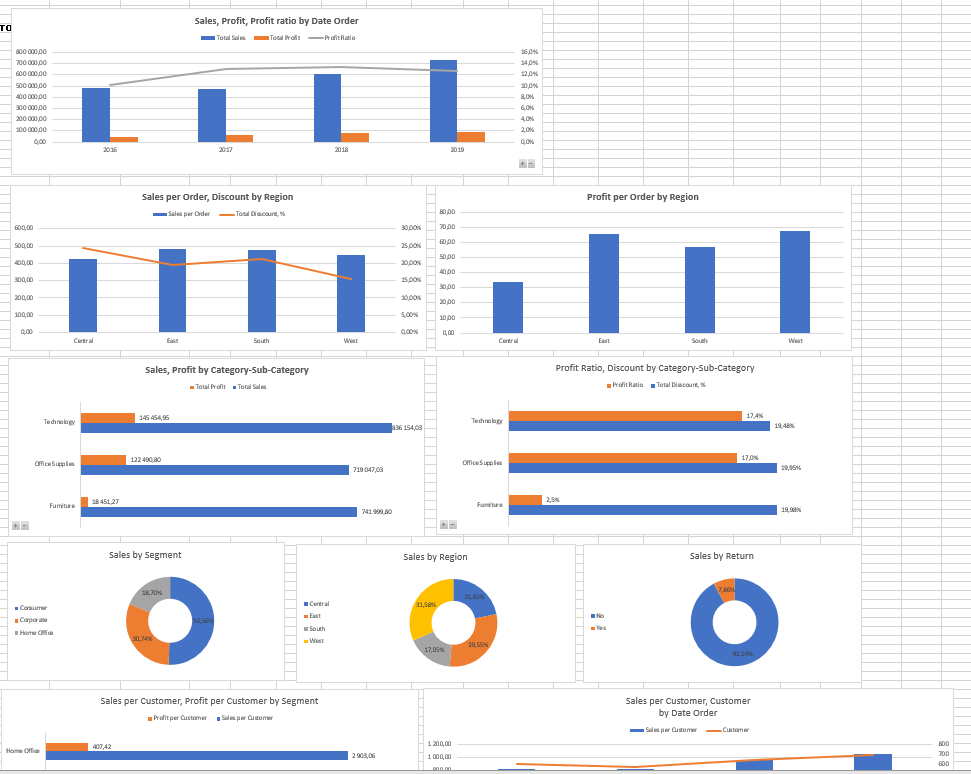 TO
Sales, Profit, Profit ratio by Date Order
Total Sales Total Profit Profit Ratio
800 000,00 16,0%
700 000,00 14,0%
600 000,00 12,0%
500 000,00 10,0%
400 000,00 8,0%
300 000,00 6,0%
200 000,00 4,0%
100 000,00 2,0%
0,00 0,0%
2016 2017 2018 2019
Sales per Order, Discount by Region
Sales per Order Total Discount, %
600,00 30,00%
500,00 25,00%
400,00 20,00%
300,00 15,00%
200,00 10,00%
100,00 5,00%
0,00 0,00%
Central East South West
Profit per Order by Region
80,00
70,00
60,00
50,00
40,00
30,00
20,00
10,00
0,00
Central East South West
Sales, Profit by Category-Sub-Category
Total Profit Total Sales
Technology 145 454,95
836 154,03
Office Supplies 122 490,80
719 047,03
Furniture 18 451,27
741 999,80
Profit Ratio, Discount by Category-Sub-Category
Profit Ratio Total Discount, %
Technology 17,4%
19,48%
Office Supplies 17,0%
19,95%
Furniture 2,5%
19,98%
Sales by Segment
Consumer
Corporate
Home Office
18,70%
30,74%
Sales by Region
Central
East
South
West
31,58%
21,82%
17,05%
29,55%
Sales by Return
No
Yes
7,86%
92,14%
Sales per Customer, Profit per Customer by Segment
Profit per Customer Sales per Customer
Home Office 407,42
2 903,06
Sales per Customer, Customer
by Date Order
Sales per Customer Customer
1 200,00 800
1 000,00 700
800,00 600